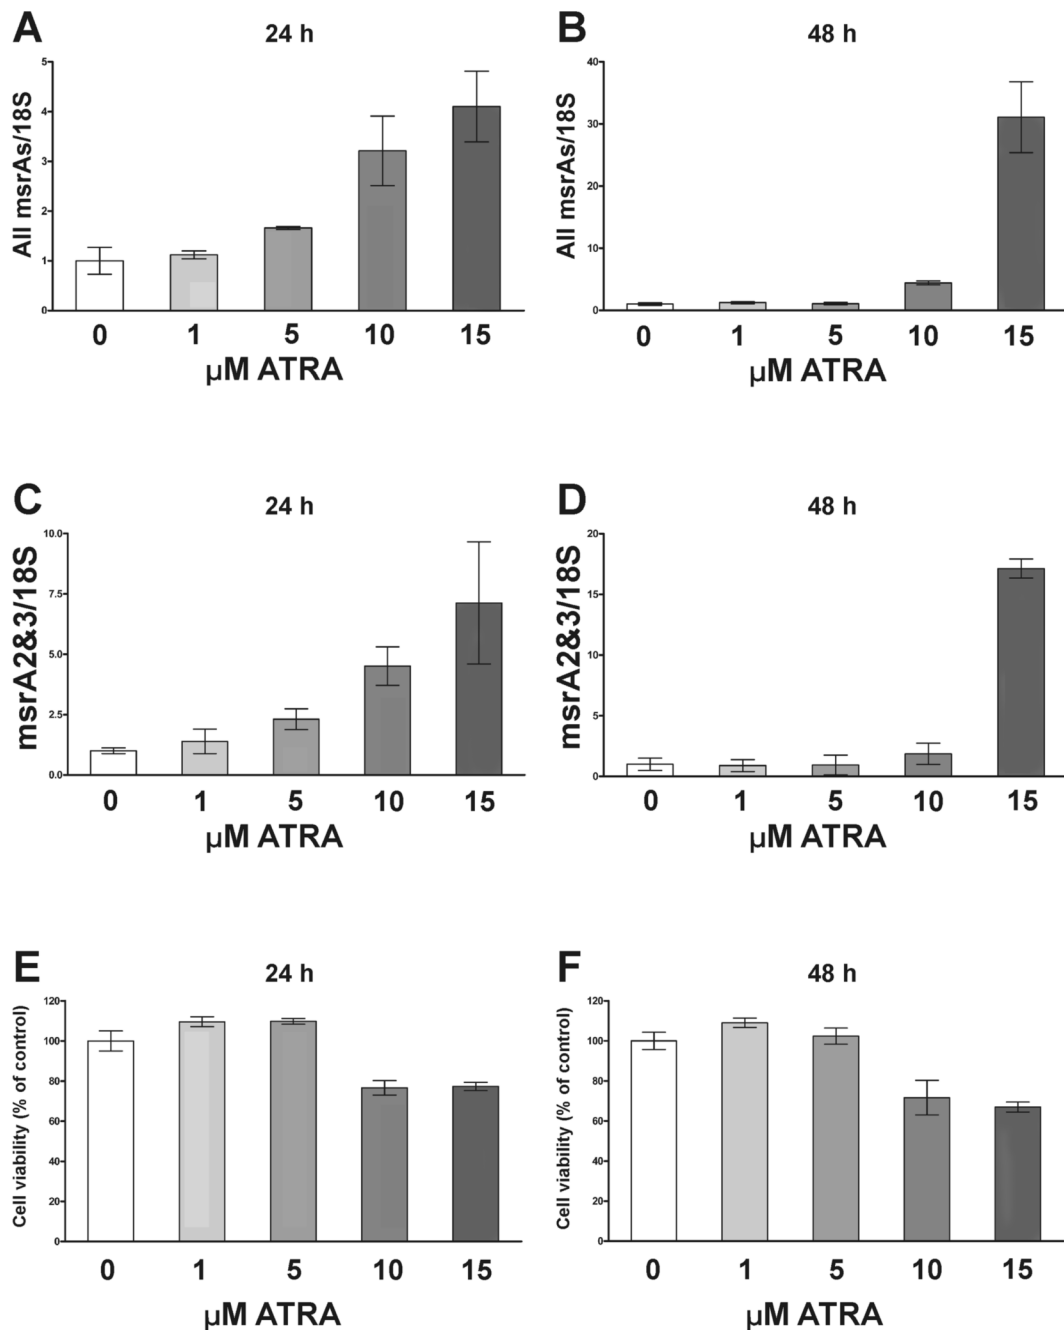 A
24 h
All msrAs/18S
5
4
3
2
1
0
0 1 5 10 15
µM ATRA
B
48 h
All msrAs/18S
40
30
20
10
0
0 1 5 10 15
µM ATRA
C
24 h
msrA2&3/18S
10.0
7.5
5.0
2.5
0.0
0 1 5 10 15
µM ATRA
D
48 h
msrA2&3/18S
20
15
10
5
0
0 1 5 10 15
µM ATRA
E
24 h
Cell viability (% of control)
120
100
80
60
40
20
0
0 1 5 10 15
µM ATRA
F
48 h
Cell viability (% of control)
120
100
80
60
40
20
0
0 1 5 10 15
µM ATRA